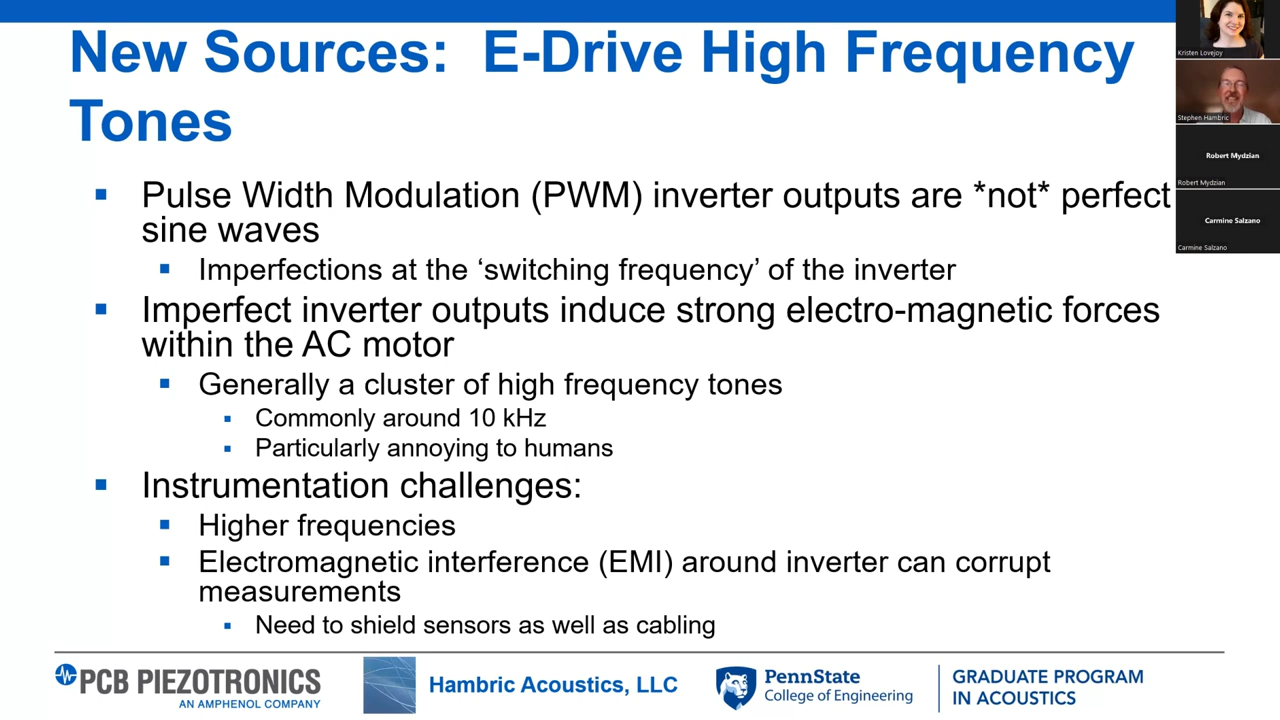 New Sources: E-Drive High Frequency
Tones
Pulse Width Modulation (PWM) inverter outputs are *not* perfect
sine waves
Imperfections at the ‘switching frequency’ of the inverter
Imperfect inverter outputs induce strong electro-magnetic forces
within the AC motor
Generally a cluster of high frequency tones
Commonly around 10 kHz
Particularly annoying to humans
Instrumentation challenges:
Higher frequencies
Electromagnetic interference (EMI) around inverter can corrupt
measurements
Need to shield sensors as well as cabling
PCB PIEZOTRONICS
AN AMPHENOL COMPANY
Hambric Acoustics, LLC
PennState
College of Engineering
GRADUATE PROGRAM
IN ACOUSTICS
Kristen Lovejoy
Stephen Hambric
Robert Mydzian
Robert Mydzian
Carmine Salzano
Carmine Salzano